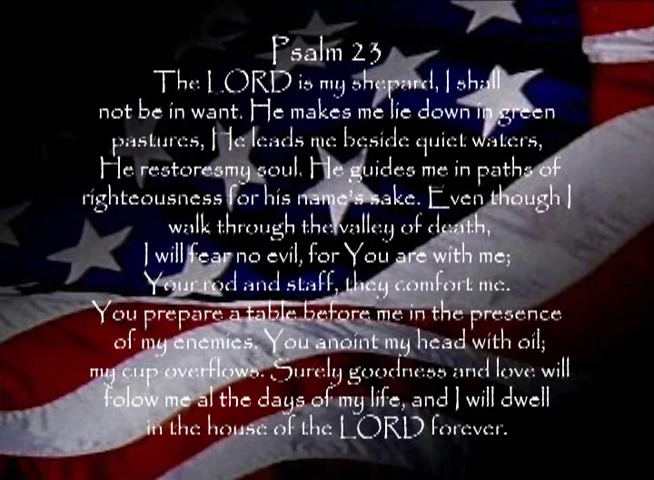 Psalm 23
The LORD is my shepard, I shall
not be in want. He makes me lie down in green
pastures, He leads me beside quiet waters,
He restoresmy soul. He guides me in paths of
righteousness for his name's sake. Even though I
walk through the valley of death,
I will fear no evil, for You are with me;
Your rod and staff, they comfort me.
You prepare a table before me in the presence
of my enemies. You anoint my head with oil;
my cup overflows. Surely goodness and love will
folow me al the days of my life, and I will dwell
in the house of the LORD forever.